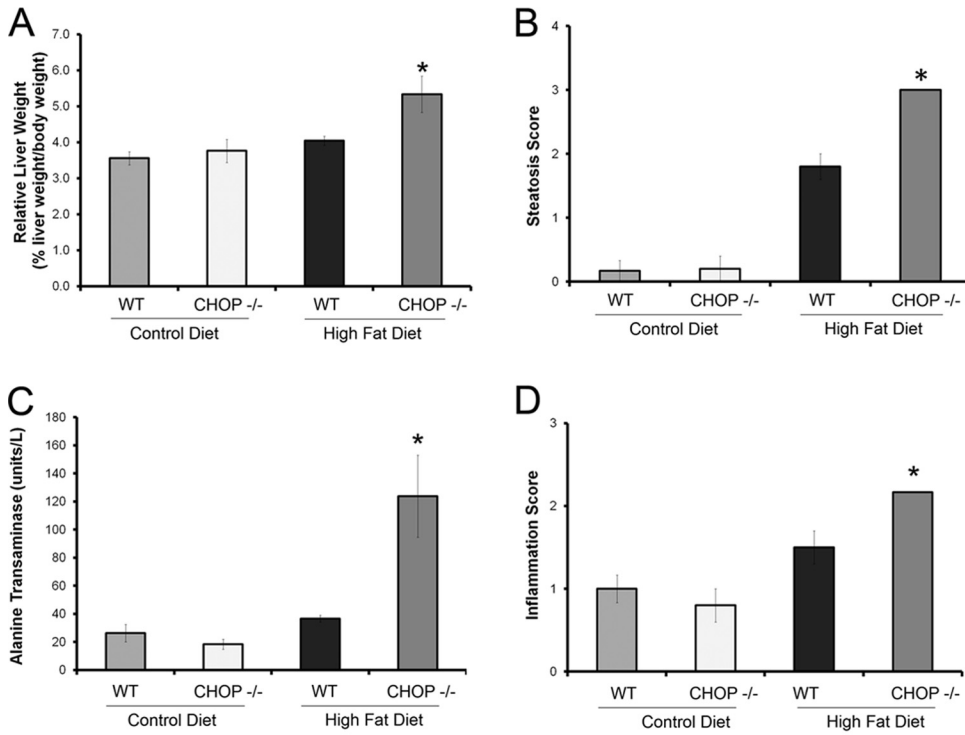 A
Relative Liver Weight
(% liver weight/body weight)
8.0
7.0
6.0
5.0
4.0
3.0
2.0
1.0
0.0
*
WT
CHOP -/-
WT
CHOP -/-
Control Diet
High Fat Diet
B
Steatosis Score
4
3
2
1
0
*
WT
CHOP -/-
WT
CHOP -/-
Control Diet
High Fat Diet
C
Alanine Transaminase (units/L)
180
160
140
120
100
80
60
40
20
0
*
WT
CHOP -/-
WT
CHOP -/-
Control Diet
High Fat Diet
D
Inflammation Score
3
2
1
0
*
WT
CHOP -/-
WT
CHOP -/-
Control Diet
High Fat Diet